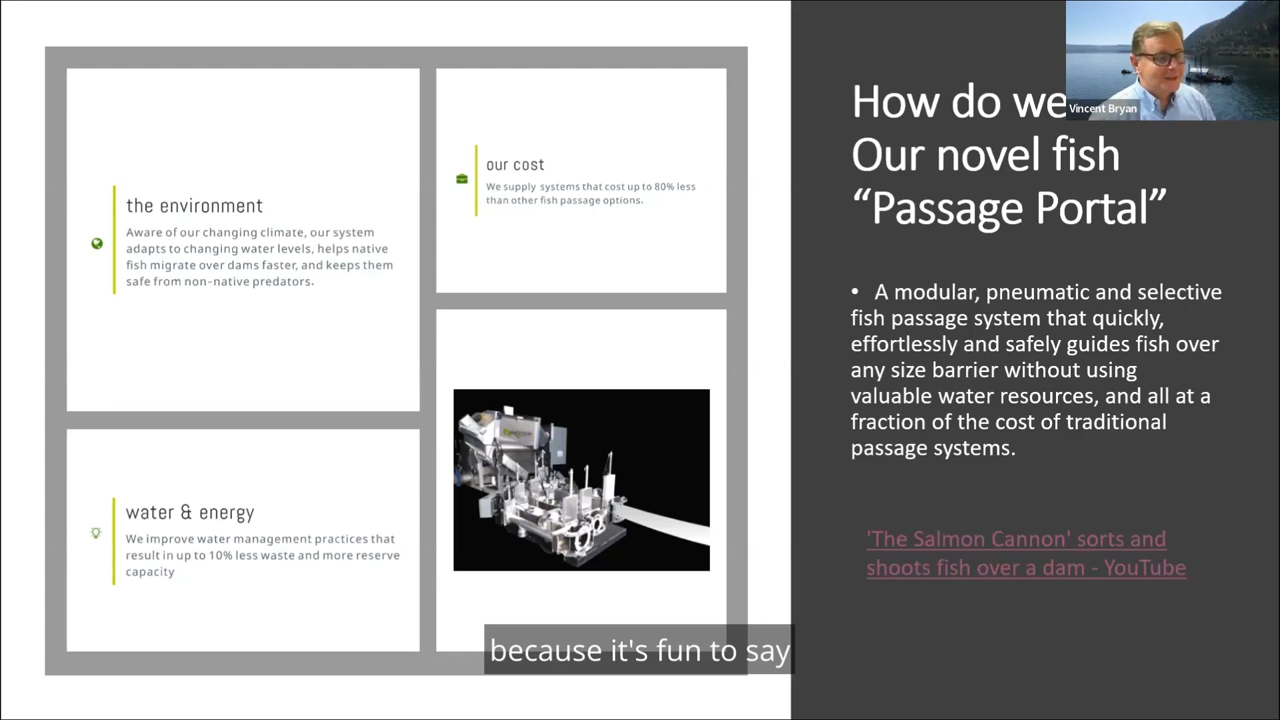 the environment
Aware of our changing climate, our system
adapts to changing water levels, helps native
fish migrate over dams faster, and keeps them
safe from non-native predators.
our cost
We supply systems that cost up to 80% less
than other fish passage options.
water & energy
We improve water management practices that
result in up to 10% less waste and more reserve
capacity
How do we
Our novel fish
“Passage Portal”
• A modular, pneumatic and selective
fish passage system that quickly,
effortlessly and safely guides fish over
any size barrier without using
valuable water resources, and all at a
fraction of the cost of traditional
passage systems.
'The Salmon Cannon' sorts and
shoots fish over a dam - YouTube
Vincent Bryan
because it's fun to say